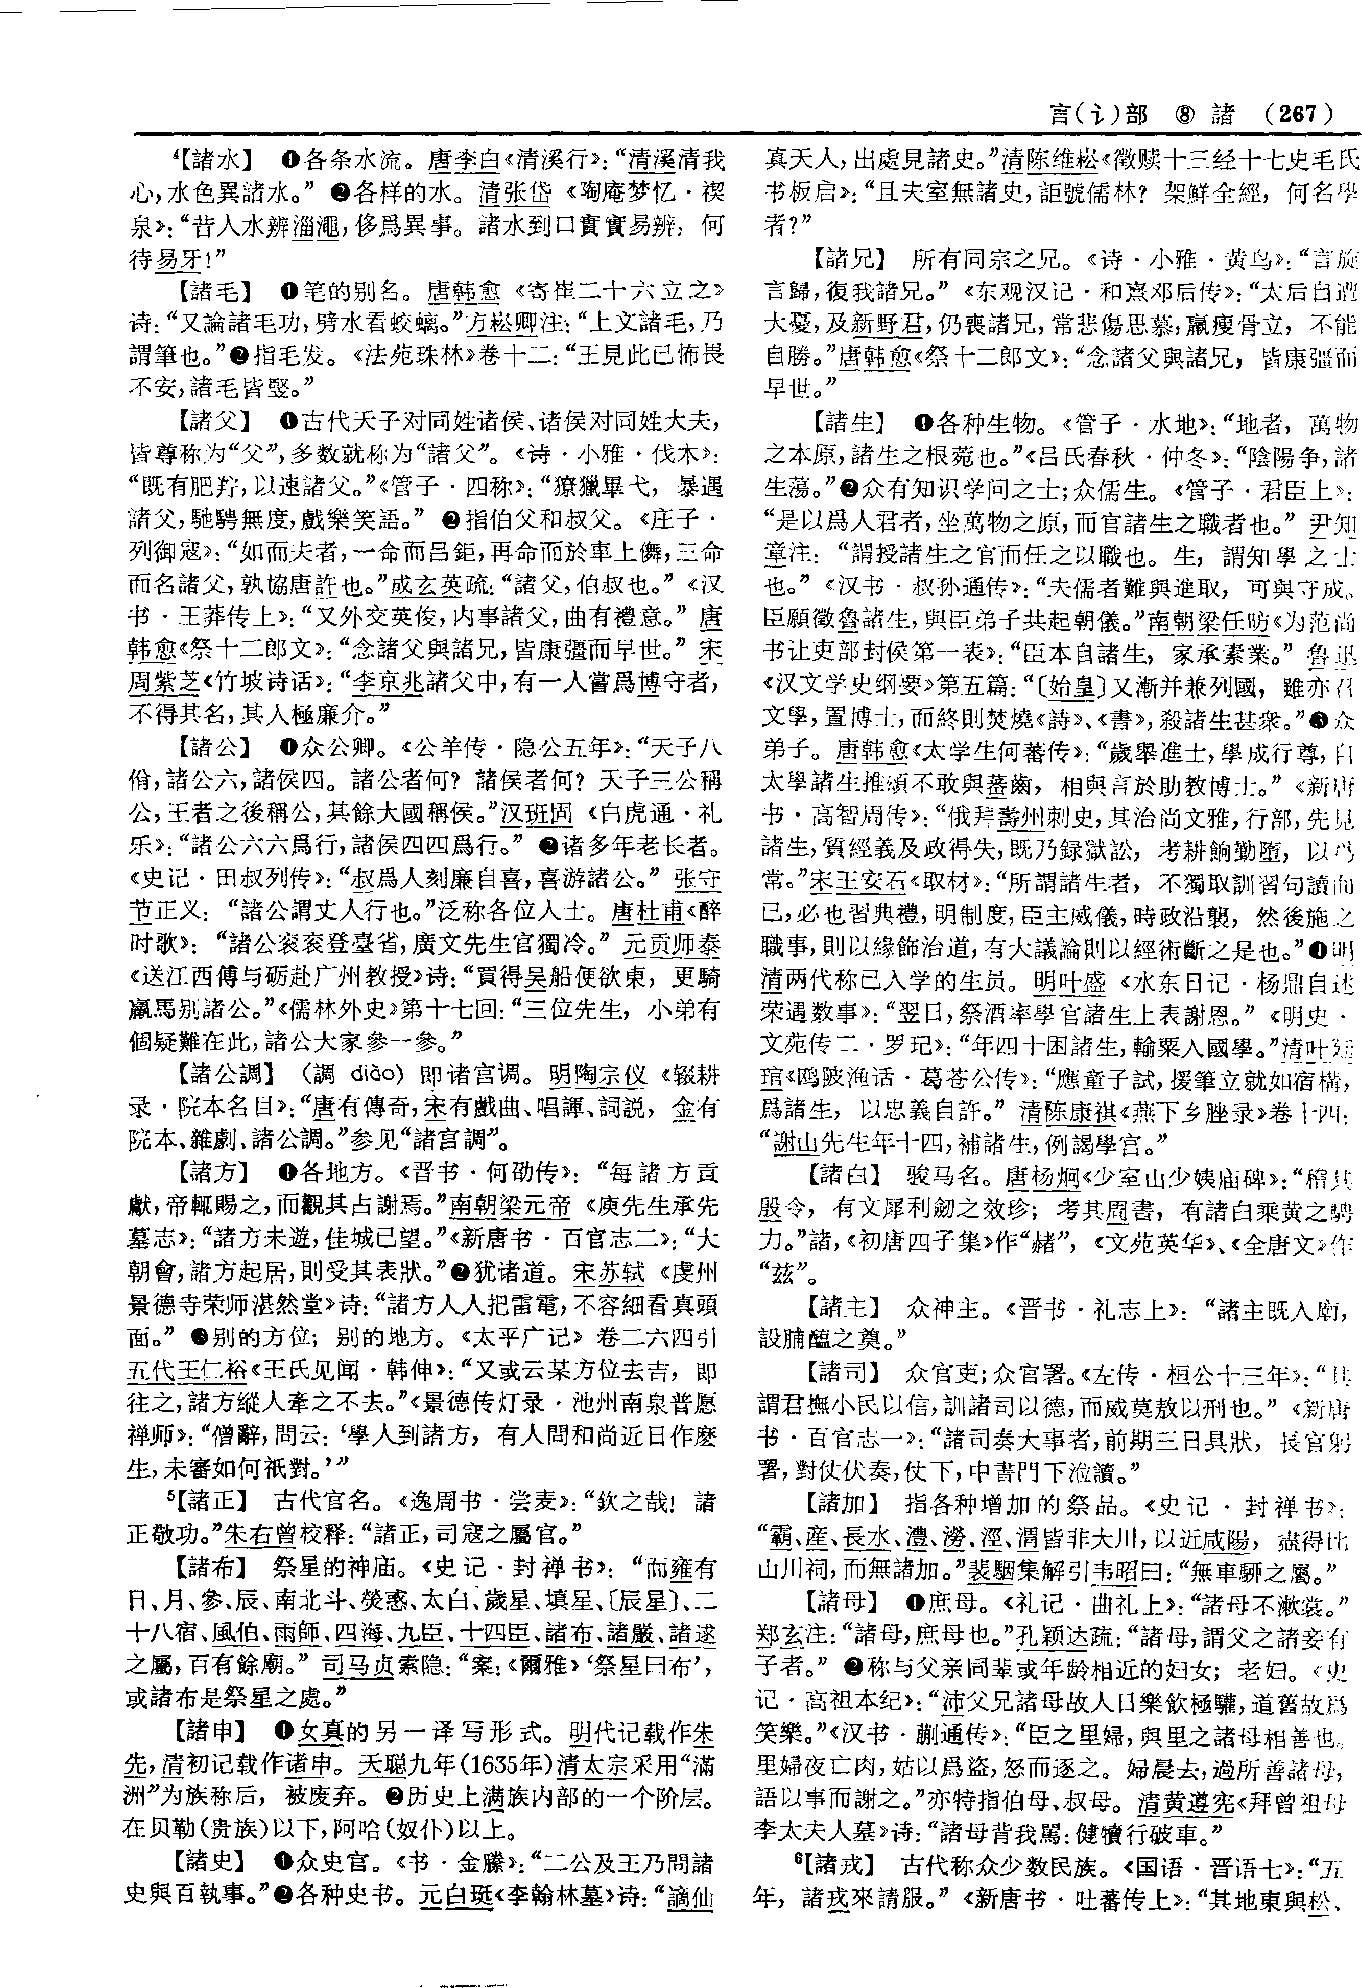 言(讠)部 ⑧ 諸 (267)
⁴【諸水】 ❶各条水流。唐李白《清溪行》：“清溪清我
心，水色異諸水。” ❷各样的水。清张岱《陶庵梦忆·禊
泉》：“昔人水辨淄澠，侈爲異事。諸水到口實實易辨，何
待易牙！”
【諸毛】 ❶笔的别名。唐韩愈《寄崔二十六立之》
诗：“又論諸毛功，劈水看蛟螭。”方崧卿注：“上文諸毛，乃
謂筆也。”❷指毛发。《法苑珠林》卷十二：“王見此已怖畏
不安，諸毛皆竪。”
【諸父】 ❶古代天子对同姓诸侯、诸侯对同姓大夫，
皆尊称为“父”，多数就称为“諸父”。《诗·小雅·伐木》：
“既有肥羜，以速諸父。”《管子·四称》：“獠獵畢弋，暴遇
諸父，馳騁無度，戲樂笑語。” ❷指伯父和叔父。《庄子·
列御寇》：“如而夫者，一命而吕鉅，再命而於車上儛，三命
而名諸父，孰協唐許也。”成玄英疏：“諸父，伯叔也。”《汉
书·王莽传上》：“又外交英俊，内事諸父，曲有禮意。” 唐
韩愈《祭十二郎文》：“念諸父與諸兄，皆康彊而早世。” 宋
周紫芝《竹坡诗话》：“李京兆諸父中，有一人嘗爲博守者，
不得其名，其人極廉介。”
【諸公】 ❶众公卿。《公羊传·隐公五年》：“天子八
佾，諸公六，諸侯四。諸公者何？諸侯者何？天子三公稱
公，王者之後稱公，其餘大國稱侯。”汉班固《白虎通·礼
乐》：“諸公六六爲行，諸侯四四爲行。” ❷诸多年老长者。
《史记·田叔列传》：“叔爲人刻廉自喜，喜游諸公。” 张守
节正义：“諸公謂丈人行也。”泛称各位人士。唐杜甫《醉
时歌》：“諸公衮衮登臺省，廣文先生官獨冷。” 元贡师泰
《送江西傅与砺赴广州教授》诗：“買得吴船便欲東，更騎
羸馬别諸公。”《儒林外史》第十七回：“三位先生，小弟有
個疑難在此，諸公大家參一參。”
【諸公調】 （調 diào）即诸宫调。明陶宗仪《辍耕
录·院本名目》：“唐有傳奇，宋有戲曲、唱諢、詞説，金有
院本、雜劇、諸公調。”参见“諸宫調”。
【諸方】 ❶各地方。《晋书·何劭传》：“每諸方貢
獻，帝輒賜之，而觀其占謝焉。”南朝梁元帝《庾先生承先
墓志》：“諸方未遊，佳城已望。”《新唐书·百官志二》：“大
朝會，諸方起居，則受其表狀。”❷犹诸道。宋苏轼《虔州
景德寺荣师湛然堂》诗：“諸方人人把雷電，不容細看真頭
面。” ❸别的方位；别的地方。《太平广记》卷二六四引
五代王仁裕《王氏见闻·韩伸》：“又或云某方位去吉，即
往之，諸方縱人牽之不去。”《景德传灯录·池州南泉普愿
禅师》：“僧辭，問云：‘學人到諸方，有人問和尚近日作麽
生，未審如何祇對。’”
⁵【諸正】 古代官名。《逸周书·尝麦》：“欽之哉！諸
正敬功。”朱右曾校释：“諸正，司寇之屬官。”
【諸布】 祭星的神庙。《史记·封禅书》：“而雍有
日、月、參、辰、南北斗、熒惑、太白、歲星、填星、〔辰星〕、二
十八宿、風伯、雨師、四海、九臣、十四臣、諸布、諸嚴、諸逑
之屬，百有餘廟。” 司马贞索隐：“案：《爾雅》‘祭星曰布’，
或諸布是祭星之處。”
【諸申】 ❶女真的另一译写形式。明代记载作朱
先，清初记载作诸申。天聪九年(1635年)清太宗采用“滿
洲”为族称后，被废弃。❷历史上满族内部的一个阶层。
在贝勒(贵族)以下，阿哈(奴仆)以上。
【諸史】 ❶众史官。《书·金縢》：“二公及王乃問諸
史與百執事。”❷各种史书。元白珽《李翰林墓》诗：“謫仙
真天人，出處見諸史。”清陈维崧《徵赎十三经十七史毛氏
书板启》：“且夫室無諸史，詎號儒林？架鮮全經，何名學
者？”
【諸兄】 所有同宗之兄。《诗·小雅·黄鸟》：“言旋
言歸，復我諸兄。”《东观汉记·和熹邓后传》：“太后自遭
大憂，及新野君，仍喪諸兄，常悲傷思慕，羸瘦骨立，不能
自勝。”唐韩愈《祭十二郎文》：“念諸父與諸兄，皆康彊而
早世。”
【諸生】 ❶各种生物。《管子·水地》：“地者，萬物
之本原，諸生之根菀也。”《吕氏春秋·仲冬》：“陰陽争，諸
生蕩。”❷众有知识学问之士；众儒生。《管子·君臣上》：
“是以爲人君者，坐萬物之原，而官諸生之職者也。” 尹知
章注：“謂授諸生之官而任之以職也。生，謂知學之士
也。”《汉书·叔孙通传》：“夫儒者難與進取，可與守成。
臣願徵魯諸生，與臣弟子共起朝儀。”南朝梁任昉《为范尚
书让吏部封侯第一表》：“臣本自諸生，家承素業。” 鲁迅
《汉文学史纲要》第五篇：“〔始皇〕又漸并兼列國，雖亦召
文學，置博士，而終則焚燒《詩》、《書》，殺諸生甚衆。”❸众
弟子。唐韩愈《太学生何蕃传》：“歲舉進士，學成行尊，自
太學諸生推頌不敢與蕃齒，相與言於助教博士。”《新唐
书·高智周传》：“俄拜壽州刺史，其治尚文雅，行部，先見
諸生，質經義及政得失，既乃録獄訟，考耕餉勤墮，以爲
常。”宋王安石《取材》：“所謂諸生者，不獨取訓習句讀而
已，必也習典禮，明制度，臣主威儀，時政沿襲，然後施之
職事，則以緣飾治道，有大議論則以經術斷之是也。”❹明
清两代称已入学的生员。明叶盛《水东日记·杨鼎自述
荣遇数事》：“翌日，祭酒率學官諸生上表謝恩。”《明史·
文苑传二·罗玘》：“年四十困諸生，輸粟入國學。”清叶廷
琯《鸥陂渔话·葛苍公传》：“應童子試，援筆立就如宿構，
爲諸生，以忠義自許。” 清陈康祺《燕下乡脞录》卷十四：
“謝山先生年十四，補諸生，例謁學宫。”
【諸白】 骏马名。唐杨炯《少室山少姨庙碑》：“稽其
殷令，有文犀利劒之效珍；考其周書，有諸白乘黄之騁
力。”諸，《初唐四子集》作“赭”，《文苑英华》、《全唐文》作
“兹”。
【諸主】 众神主。《晋书·礼志上》：“諸主既入廟，
設脯醢之奠。”
【諸司】 众官吏；众官署。《左传·桓公十三年》：“其
謂君撫小民以信，訓諸司以德，而威莫敖以刑也。”《新唐
书·百官志一》：“諸司奏大事者，前期三日具狀，長官躬
署，對仗伏奏，仗下，中書門下涖讀。”
【諸加】 指各种增加的祭品。《史记·封禅书》：
“霸、産、長水、澧、澇、涇、渭皆非大川，以近咸陽，盡得比
山川祠，而無諸加。”裴駰集解引韦昭曰：“無車騮之屬。”
【諸母】 ❶庶母。《礼记·曲礼上》：“諸母不漱裳。”
郑玄注：“諸母，庶母也。”孔颖达疏：“諸母，謂父之諸妾有
子者。” ❷称与父亲同辈或年龄相近的妇女；老妇。《史
记·高祖本纪》：“沛父兄諸母故人日樂飲極驩，道舊故爲
笑樂。”《汉书·蒯通传》：“臣之里婦，與里之諸母相善也。
里婦夜亡肉，姑以爲盗，怒而逐之。婦晨去，過所善諸母，
語以事而謝之。”亦特指伯母、叔母。清黄遵宪《拜曾祖母
李太夫人墓》诗：“諸母背我駡：健犢行破車。”
⁶【諸戎】 古代称众少数民族。《国语·晋语七》：“五
年，諸戎來請服。”《新唐书·吐蕃传上》：“其地東與松、